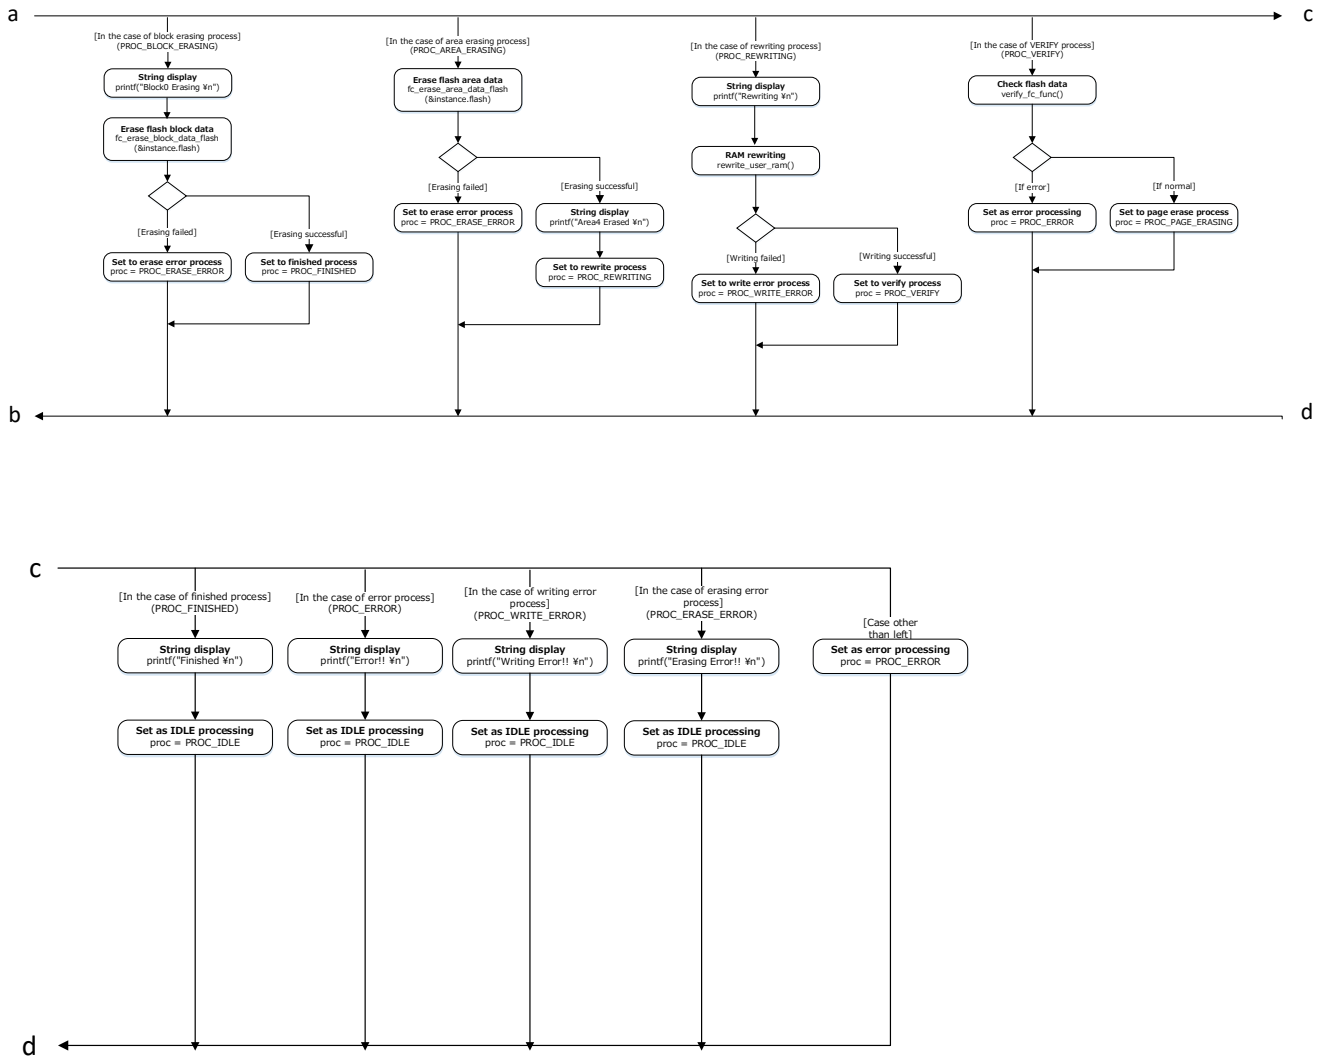 a
c
[In the case of block erasing process]
(PROC_BLOCK_ERASING)
String display
printf("Block0 Erasing ¥n")
Erase flash block data
fc_erase_block_data_flash
(&instance.flash)
[Erasing failed]
[Erasing successful]
Set to erase error process
proc = PROC_ERASE_ERROR
Set to finished process
proc = PROC_FINISHED
[In the case of area erasing process]
(PROC_AREA_ERASING)
Erase flash area data
fc_erase_area_data_flash
(&instance.flash)
[Erasing failed]
[Erasing successful]
Set to erase error process
proc = PROC_ERASE_ERROR
String display
printf("Area4 Erased ¥n")
Set to rewrite process
proc = PROC_REWRITING
[In the case of rewriting process]
(PROC_REWRITING)
String display
printf("Rewriting ¥n")
RAM rewriting
rewrite_user_ram()
[Writing failed]
[Writing successful]
Set to write error process
proc = PROC_WRITE_ERROR
Set to verify process
proc = PROC_VERIFY
[In the case of VERIFY process]
(PROC_VERIFY)
Check flash data
verify_fc_func()
[If error]
[If normal]
Set as error processing
proc = PROC_ERROR
Set to page erase process
proc = PROC_PAGE_ERASING
b
d
c
[In the case of finished process]
(PROC_FINISHED)
String display
printf("Finished ¥n")
Set as IDLE processing
proc = PROC_IDLE
[In the case of error process]
(PROC_ERROR)
String display
printf("Error!! ¥n")
Set as IDLE processing
proc = PROC_IDLE
[In the case of writing error
process]
(PROC_WRITE_ERROR)
String display
printf("Writing Error!! ¥n")
Set as IDLE processing
proc = PROC_IDLE
[In the case of erasing error
process]
(PROC_ERASE_ERROR)
String display
printf("Erasing Error!! ¥n")
Set as IDLE processing
proc = PROC_IDLE
[Case other
than left]
Set as error processing
proc = PROC_ERROR
d